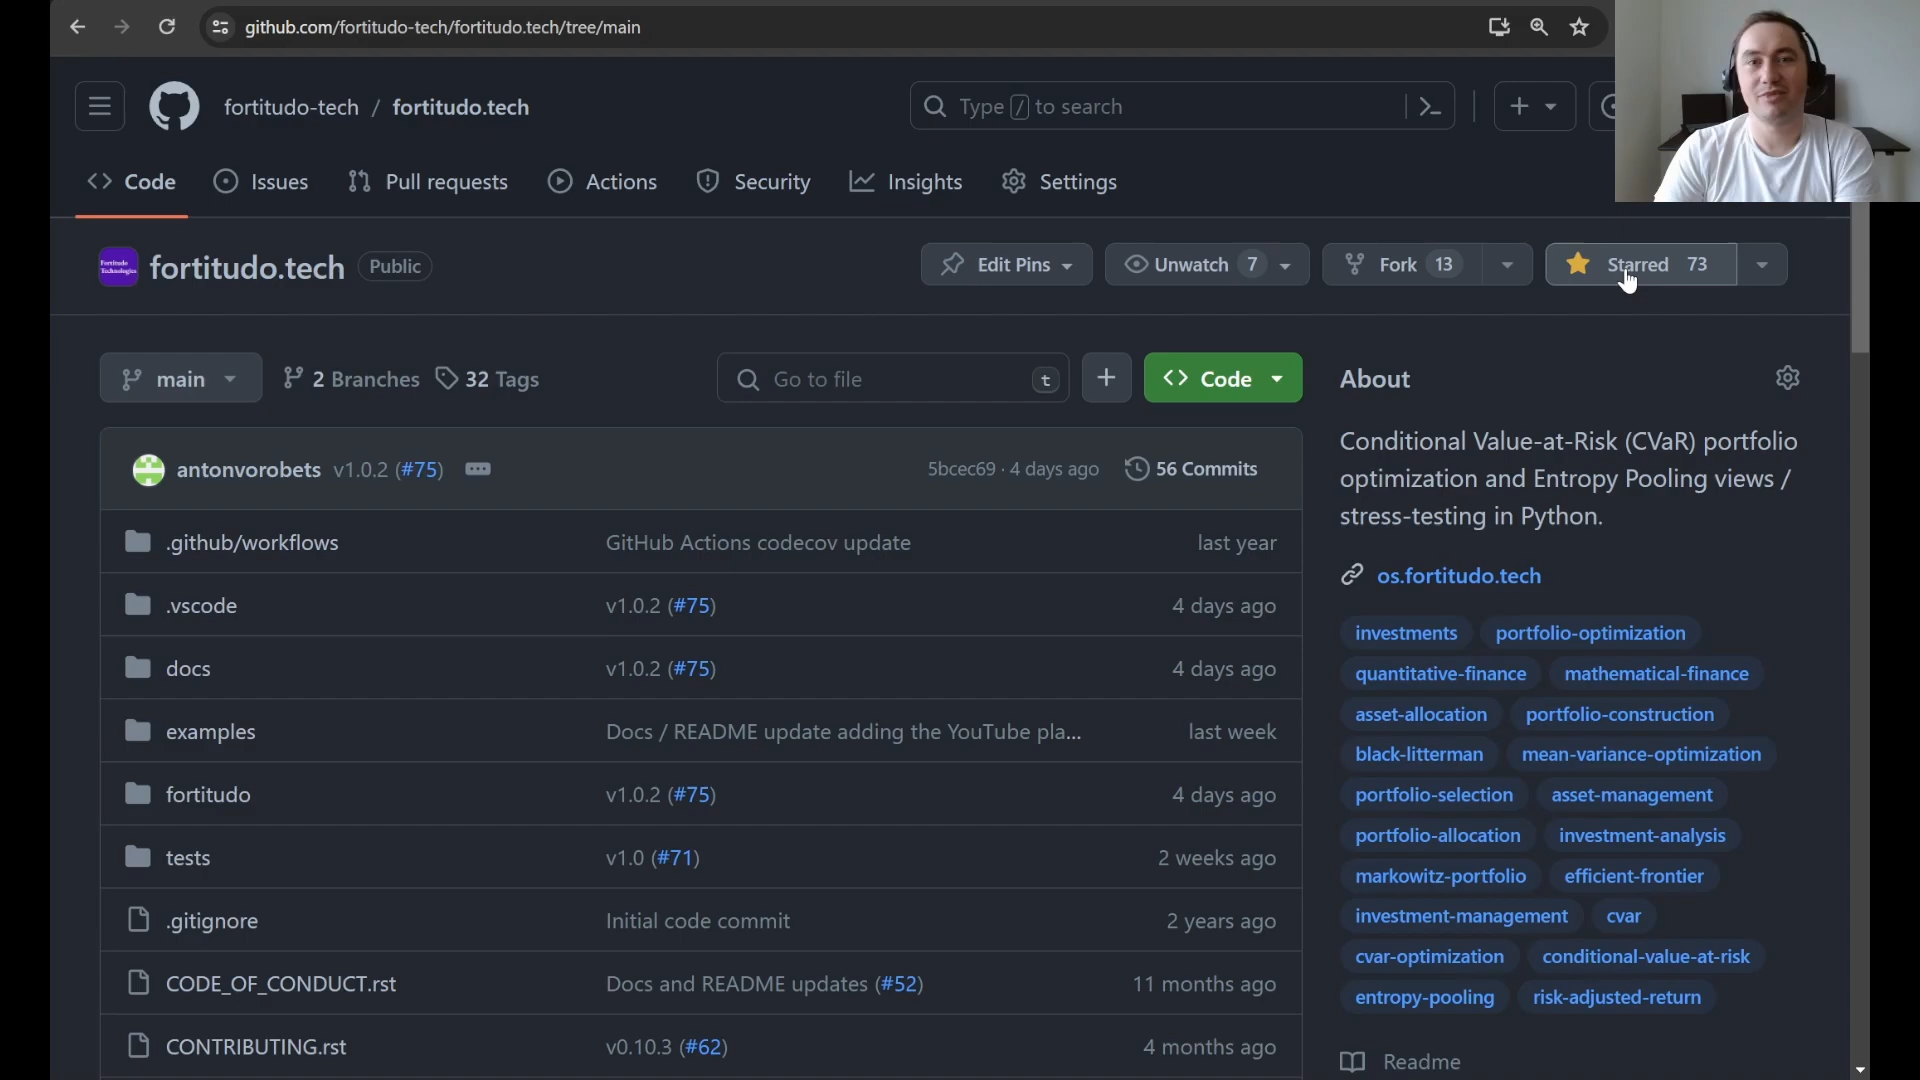 github.com/fortitudo-tech/fortitudo.tech/tree/main
fortitudo-tech / fortitudo.tech
Type / to search
Code
Issues
Pull requests
Actions
Security
Insights
Settings
Fortitudo
Technologies
fortitudo.tech
Public
Edit Pins
Unwatch 7
Fork 13
Starred 73
main
2 Branches
32 Tags
Go to file
t
Code
antonvorobets v1.0.2 (#75)
5bcec69 · 4 days ago
56 Commits
.github/workflows
GitHub Actions codecov update
last year
.vscode
v1.0.2 (#75)
4 days ago
docs
v1.0.2 (#75)
4 days ago
examples
Docs / README update adding the YouTube pla...
last week
fortitudo
v1.0.2 (#75)
4 days ago
tests
v1.0 (#71)
2 weeks ago
.gitignore
Initial code commit
2 years ago
CODE_OF_CONDUCT.rst
Docs and README updates (#52)
11 months ago
CONTRIBUTING.rst
v0.10.3 (#62)
4 months ago
About
Conditional Value-at-Risk (CVaR) portfolio
optimization and Entropy Pooling views /
stress-testing in Python.
os.fortitudo.tech
investments portfolio-optimization
quantitative-finance mathematical-finance
asset-allocation portfolio-construction
black-litterman mean-variance-optimization
portfolio-selection asset-management
portfolio-allocation investment-analysis
markowitz-portfolio efficient-frontier
investment-management cvar
cvar-optimization conditional-value-at-risk
entropy-pooling risk-adjusted-return
Readme